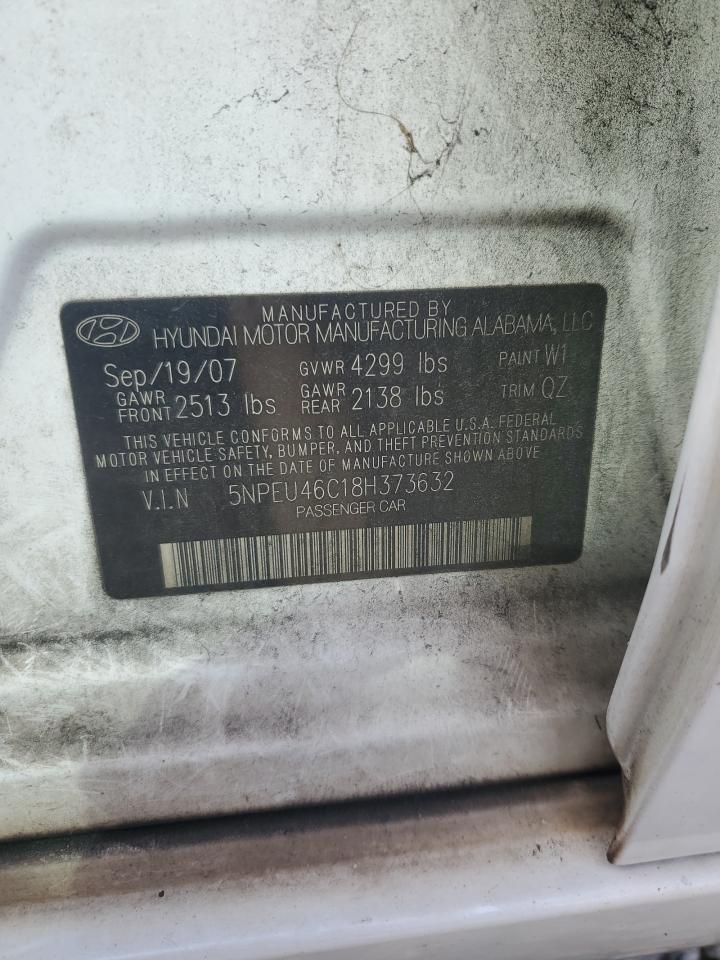 MANUFACTURED BY
HYUNDAI MOTOR MANUFACTURING ALABAMA, LLC
Sep/19/07 GVWR 4299 lbs PAINT W1
GAWR FRONT 2513 lbs GAWR REAR 2138 lbs TRIM QZ
THIS VEHICLE CONFORMS TO ALL APPLICABLE U.S.A. FEDERAL
MOTOR VEHICLE SAFETY, BUMPER, AND THEFT PREVENTION STANDARDS
IN EFFECT ON THE DATE OF MANUFACTURE
V.I.N 5NPEU46C18H373632
PASSENGER CAR